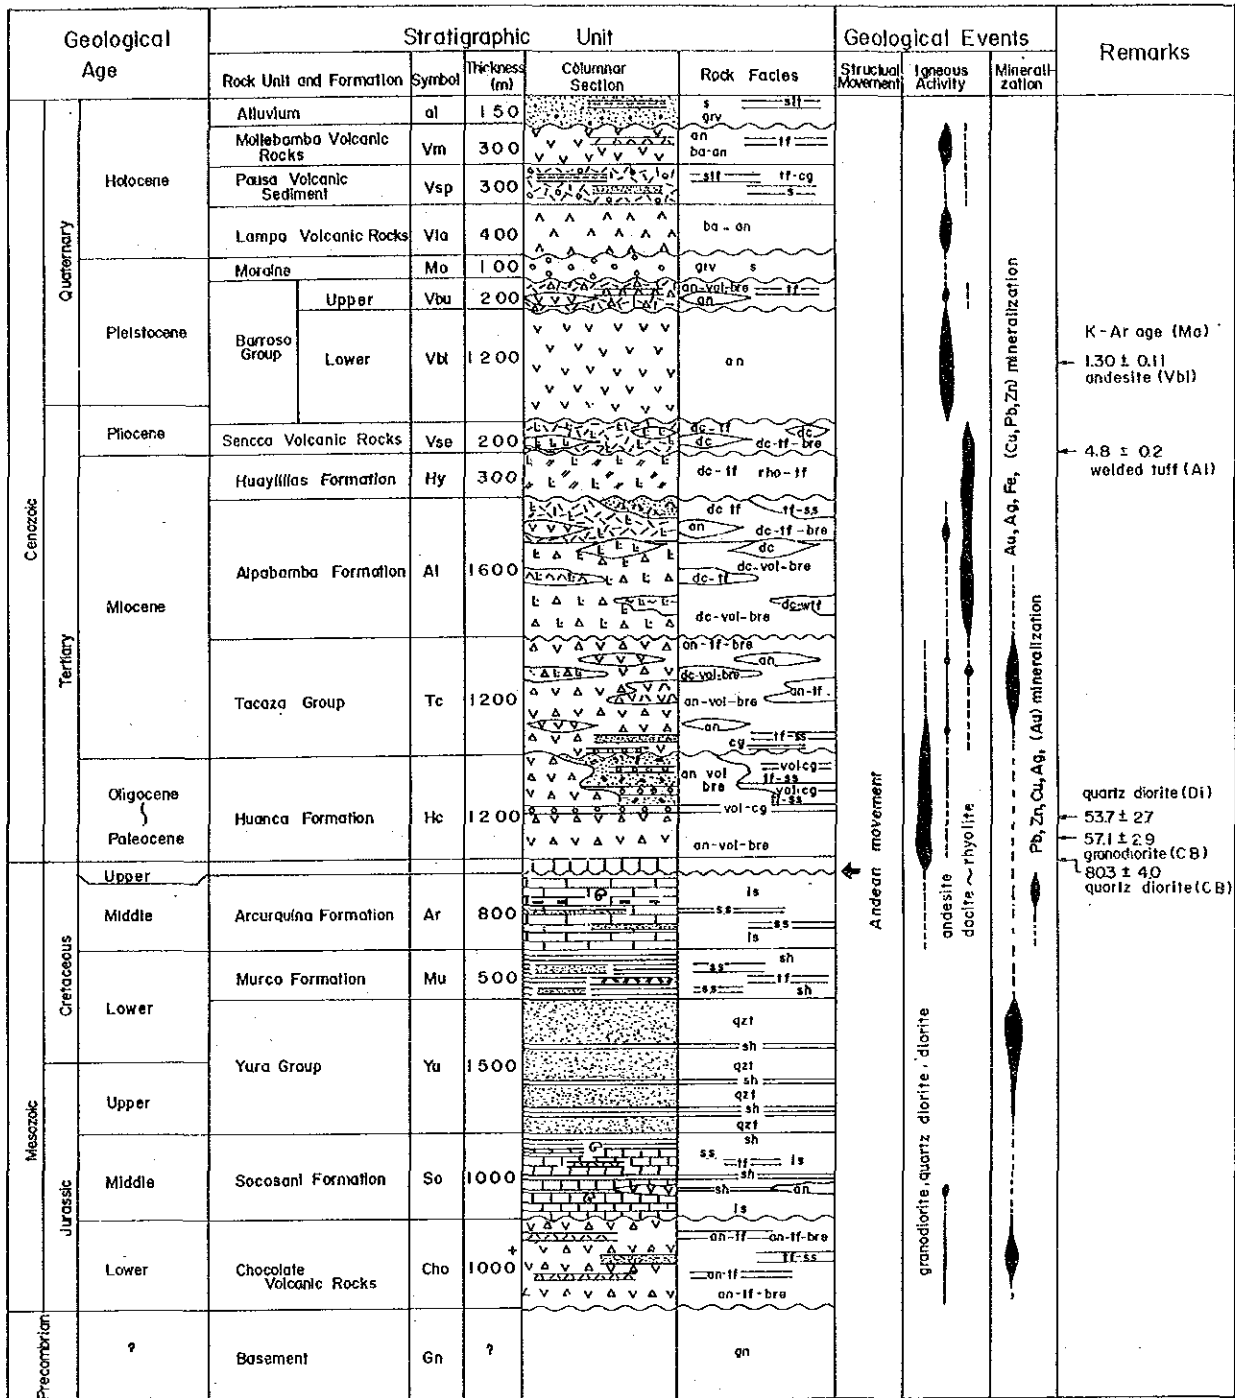 Geological Age
Stratigraphic Unit
Geological Events
Remarks
Rock Unit and Formation
Symbol
Thickness (m)
Columnar Section
Rock Facies
Structual Movement
Igneous Activity
Minerali-zation
Cenozoic
Mesozoic
Precambrian
Quaternary
Tertiary
Cretaceous
Jurassic
Holocene
Pleistocene
Pliocene
Miocene
Oligocene
Paleocene
Upper
Middle
Lower
Upper
Middle
Lower
?
Alluvium al 150
s slt
grv
Mollebamba Volcanic Rocks Vm 300
an tf
ba-an
Pausa Volcanic Sediment Vsp 300
slt tf-cg
s
Lampa Volcanic Rocks Vla 400
ba - an
Moraine Mo 100
grv s
Barroso Group
Upper Vbu 200
an-vol-bre tf
an
Lower Vbl 1200
an
Sencca Volcanic Rocks Vse 200
dc-tf dc
dc dc-tf-bre
Huaylillas Formation Hy 300
dc-tf rho-tf
Alpabamba Formation Al 1600
dc-tf tf-ss
an dc-tf-bre
dc
dc-vol-bre
dc-tf
dc-wtf
dc-vol-bre
Tacaza Group Tc 1200
an-tf-bre
an
dc-vol-bre
an-tf
an-vol-bre
an
tf-ss
cg
Huanca Formation Hc 1200
an vol bre
vol-cg
tf-ss
vol-cg
tf-ss
vol-cg
an-vol-bre
Arcurquina Formation Ar 800
ls
ss
ss
ls
Murco Formation Mu 500
sh
ss
tf
ss
sh
Yura Group Yu 1500
qzt
sh
qzt
sh
qzt
sh
qzt
Socosani Formation So 1000
sh
ss ls
tf
sh
sh an
ls
Chocolate Volcanic Rocks Cho 1000 +
an-tf an-tf-bre
tf-ss
an-tf
an-tf-bre
Basement Gn ?
gn
Andean movement
granodiorite, quartz diorite, diorite
andesite
dacite ~ rhyolite
Au, Ag, Fe, (Cu, Pb, Zn) mineralization
Pb, Zn, Cu, Ag, (Au) mineralization
K-Ar age (Ma)
1.30 ± 0.11
andesite (Vbl)
4.8 ± 0.2
welded tuff (Al)
quartz diorite (Di)
53.7 ± 2.7
57.1 ± 2.9
granodiorite (CB)
80.3 ± 4.0
quartz diorite (CB)